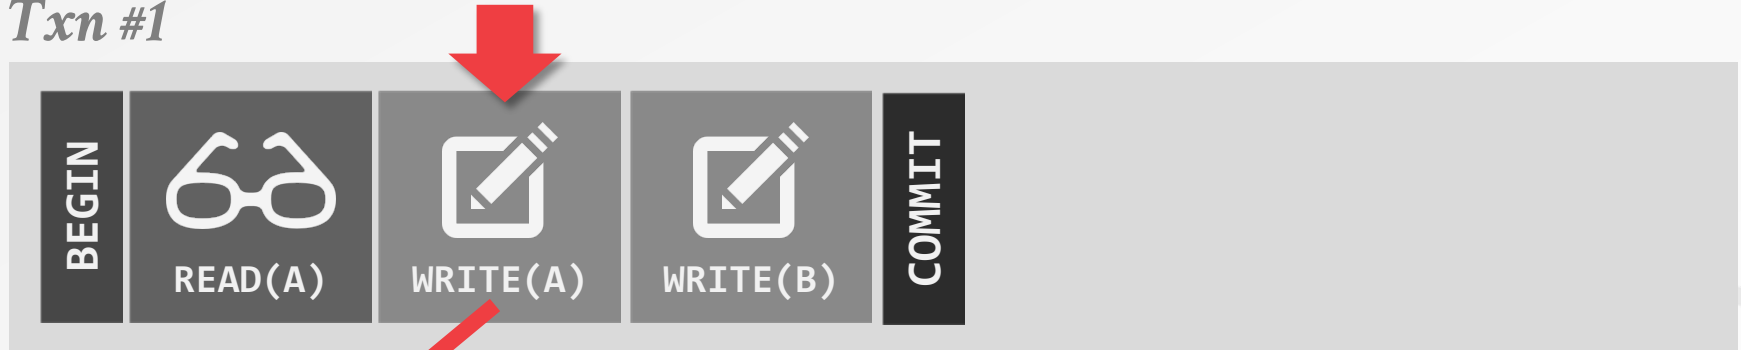 Txn #1
BEGIN
READ(A)
WRITE(A)
WRITE(B)
COMMIT